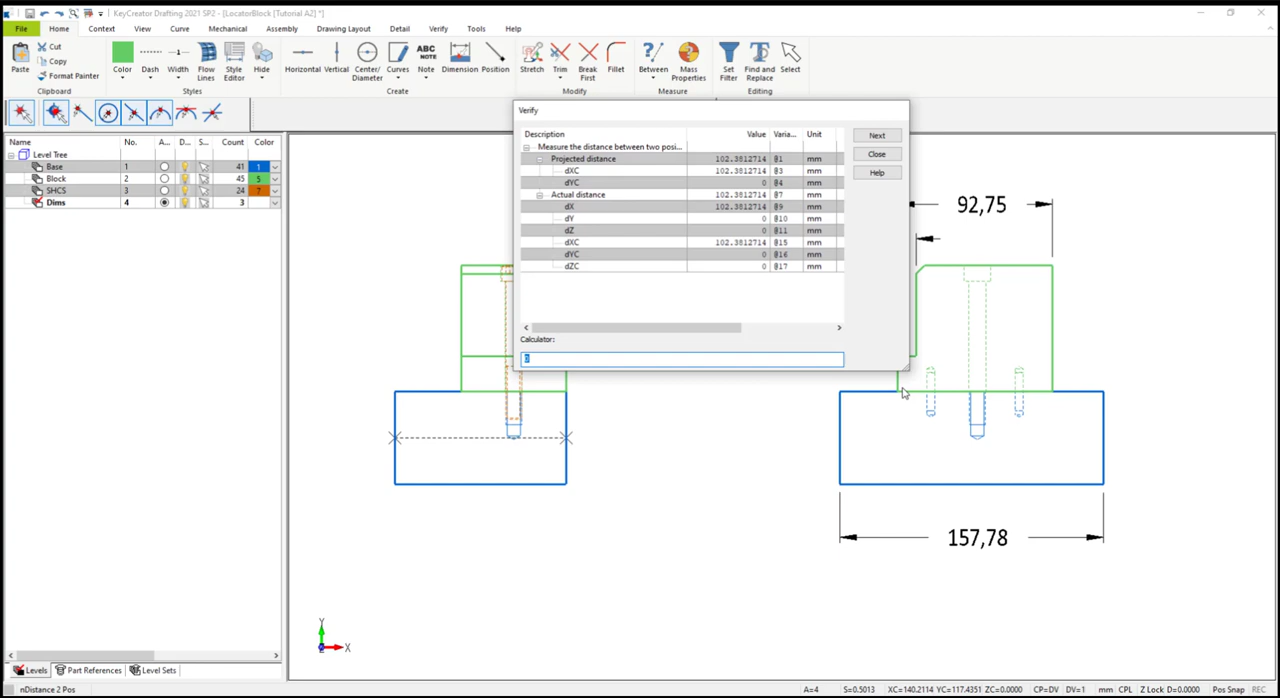 KeyCreator Drafting 2021 SP2 - [LocatorBlock [Tutorial A2] *]
File Home Context View Curve Mechanical Assembly Drawing Layout Detail Verify Tools Help
Paste Cut Copy Format Painter
Clipboard
Color Dash Width Flow Lines Style Editor Hide
Styles
Horizontal Vertical Center/ Diameter Curves ABC NOTE Note Dimension Position
Create
Stretch Trim Break First Fillet
Modify
Between Mass Properties
Measure
Set Filter Find and Replace Select
Editing
Name No. A... D... S... Count Color
Level Tree
Base 1 41 1
Block 2 45 5
SHCS 3 24 7
Dims 4 3
Verify
Description Value Varia... Unit
Measure the distance between two posi...
Projected distance 102.3812714 @1 mm
dXC 102.3812714 @3 mm
dYC 0 @4 mm
Actual distance 102.3812714 @7 mm
dX 102.3812714 @9 mm
dY 0 @10 mm
dZ 0 @11 mm
dXC 102.3812714 @15 mm
dYC 0 @16 mm
dZC 0 @17 mm
Calculator:
Next
Close
Help
92,75
157,78
Y
X
Levels Part References Level Sets
nDistance 2 Pos A=4 S=0.5013 XC=140.2114 YC=117.4351 ZC=0.0000 CP=DV DV=1 mm CPL Z Lock D=0.0000 Pos Snap REC